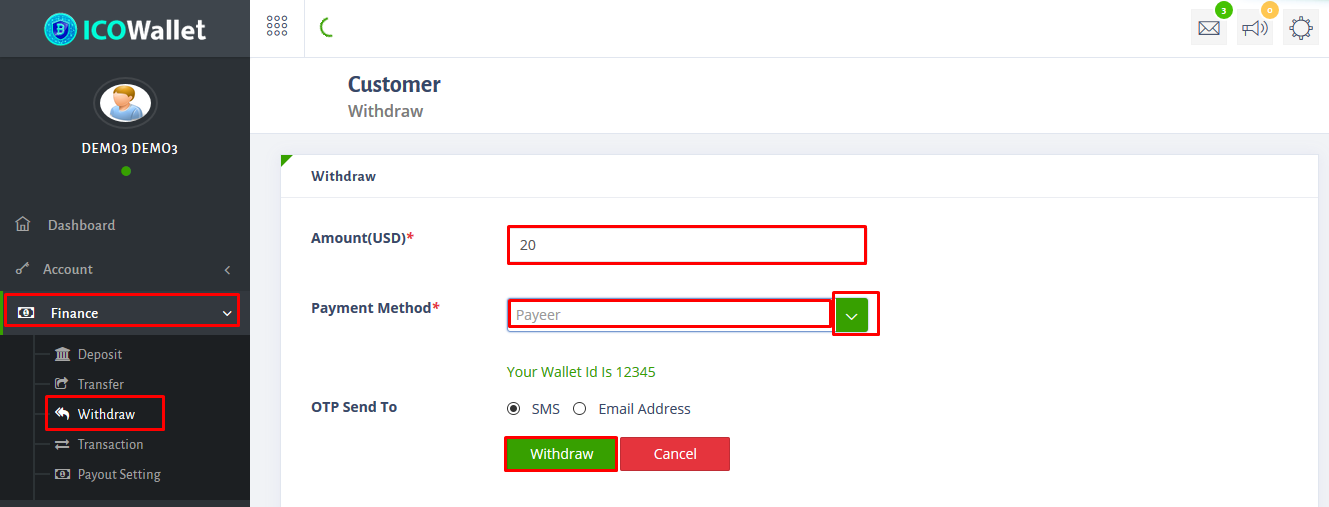 ICOWallet
3
0
Customer
Withdraw
DEMO3 DEMO3
Dashboard
Account
Finance
Deposit
Transfer
Withdraw
Transaction
Payout Setting
Withdraw
Amount(USD)*
20
Payment Method*
Payeer
Your Wallet Id Is 12345
OTP Send To
SMS Email Address
Withdraw Cancel